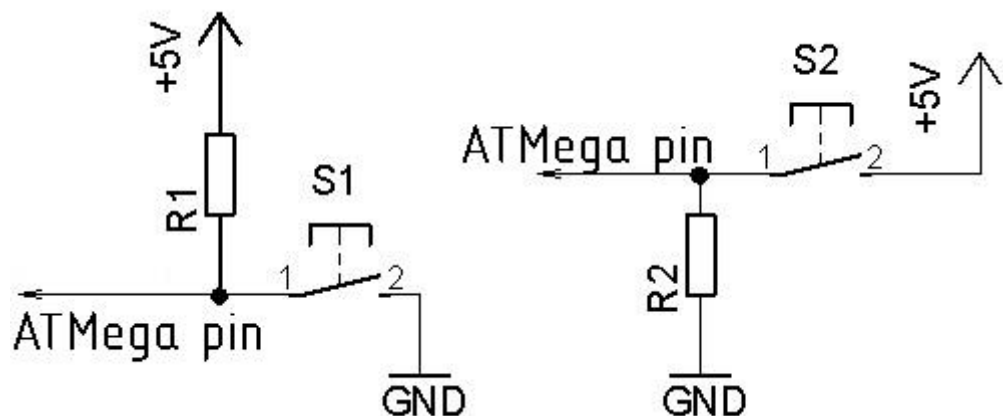 +5V
R1
S1
1 2
ATMega pin
GND
S2
+5V
ATMega pin
1 2
R2
GND